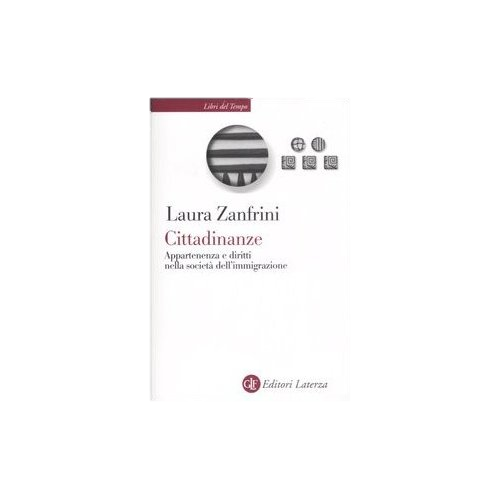 Libri del Tempo
Laura Zanfrini
Cittadinanze
Appartenenza e diritti
nella società dell'immigrazione
GLF Editori Laterza